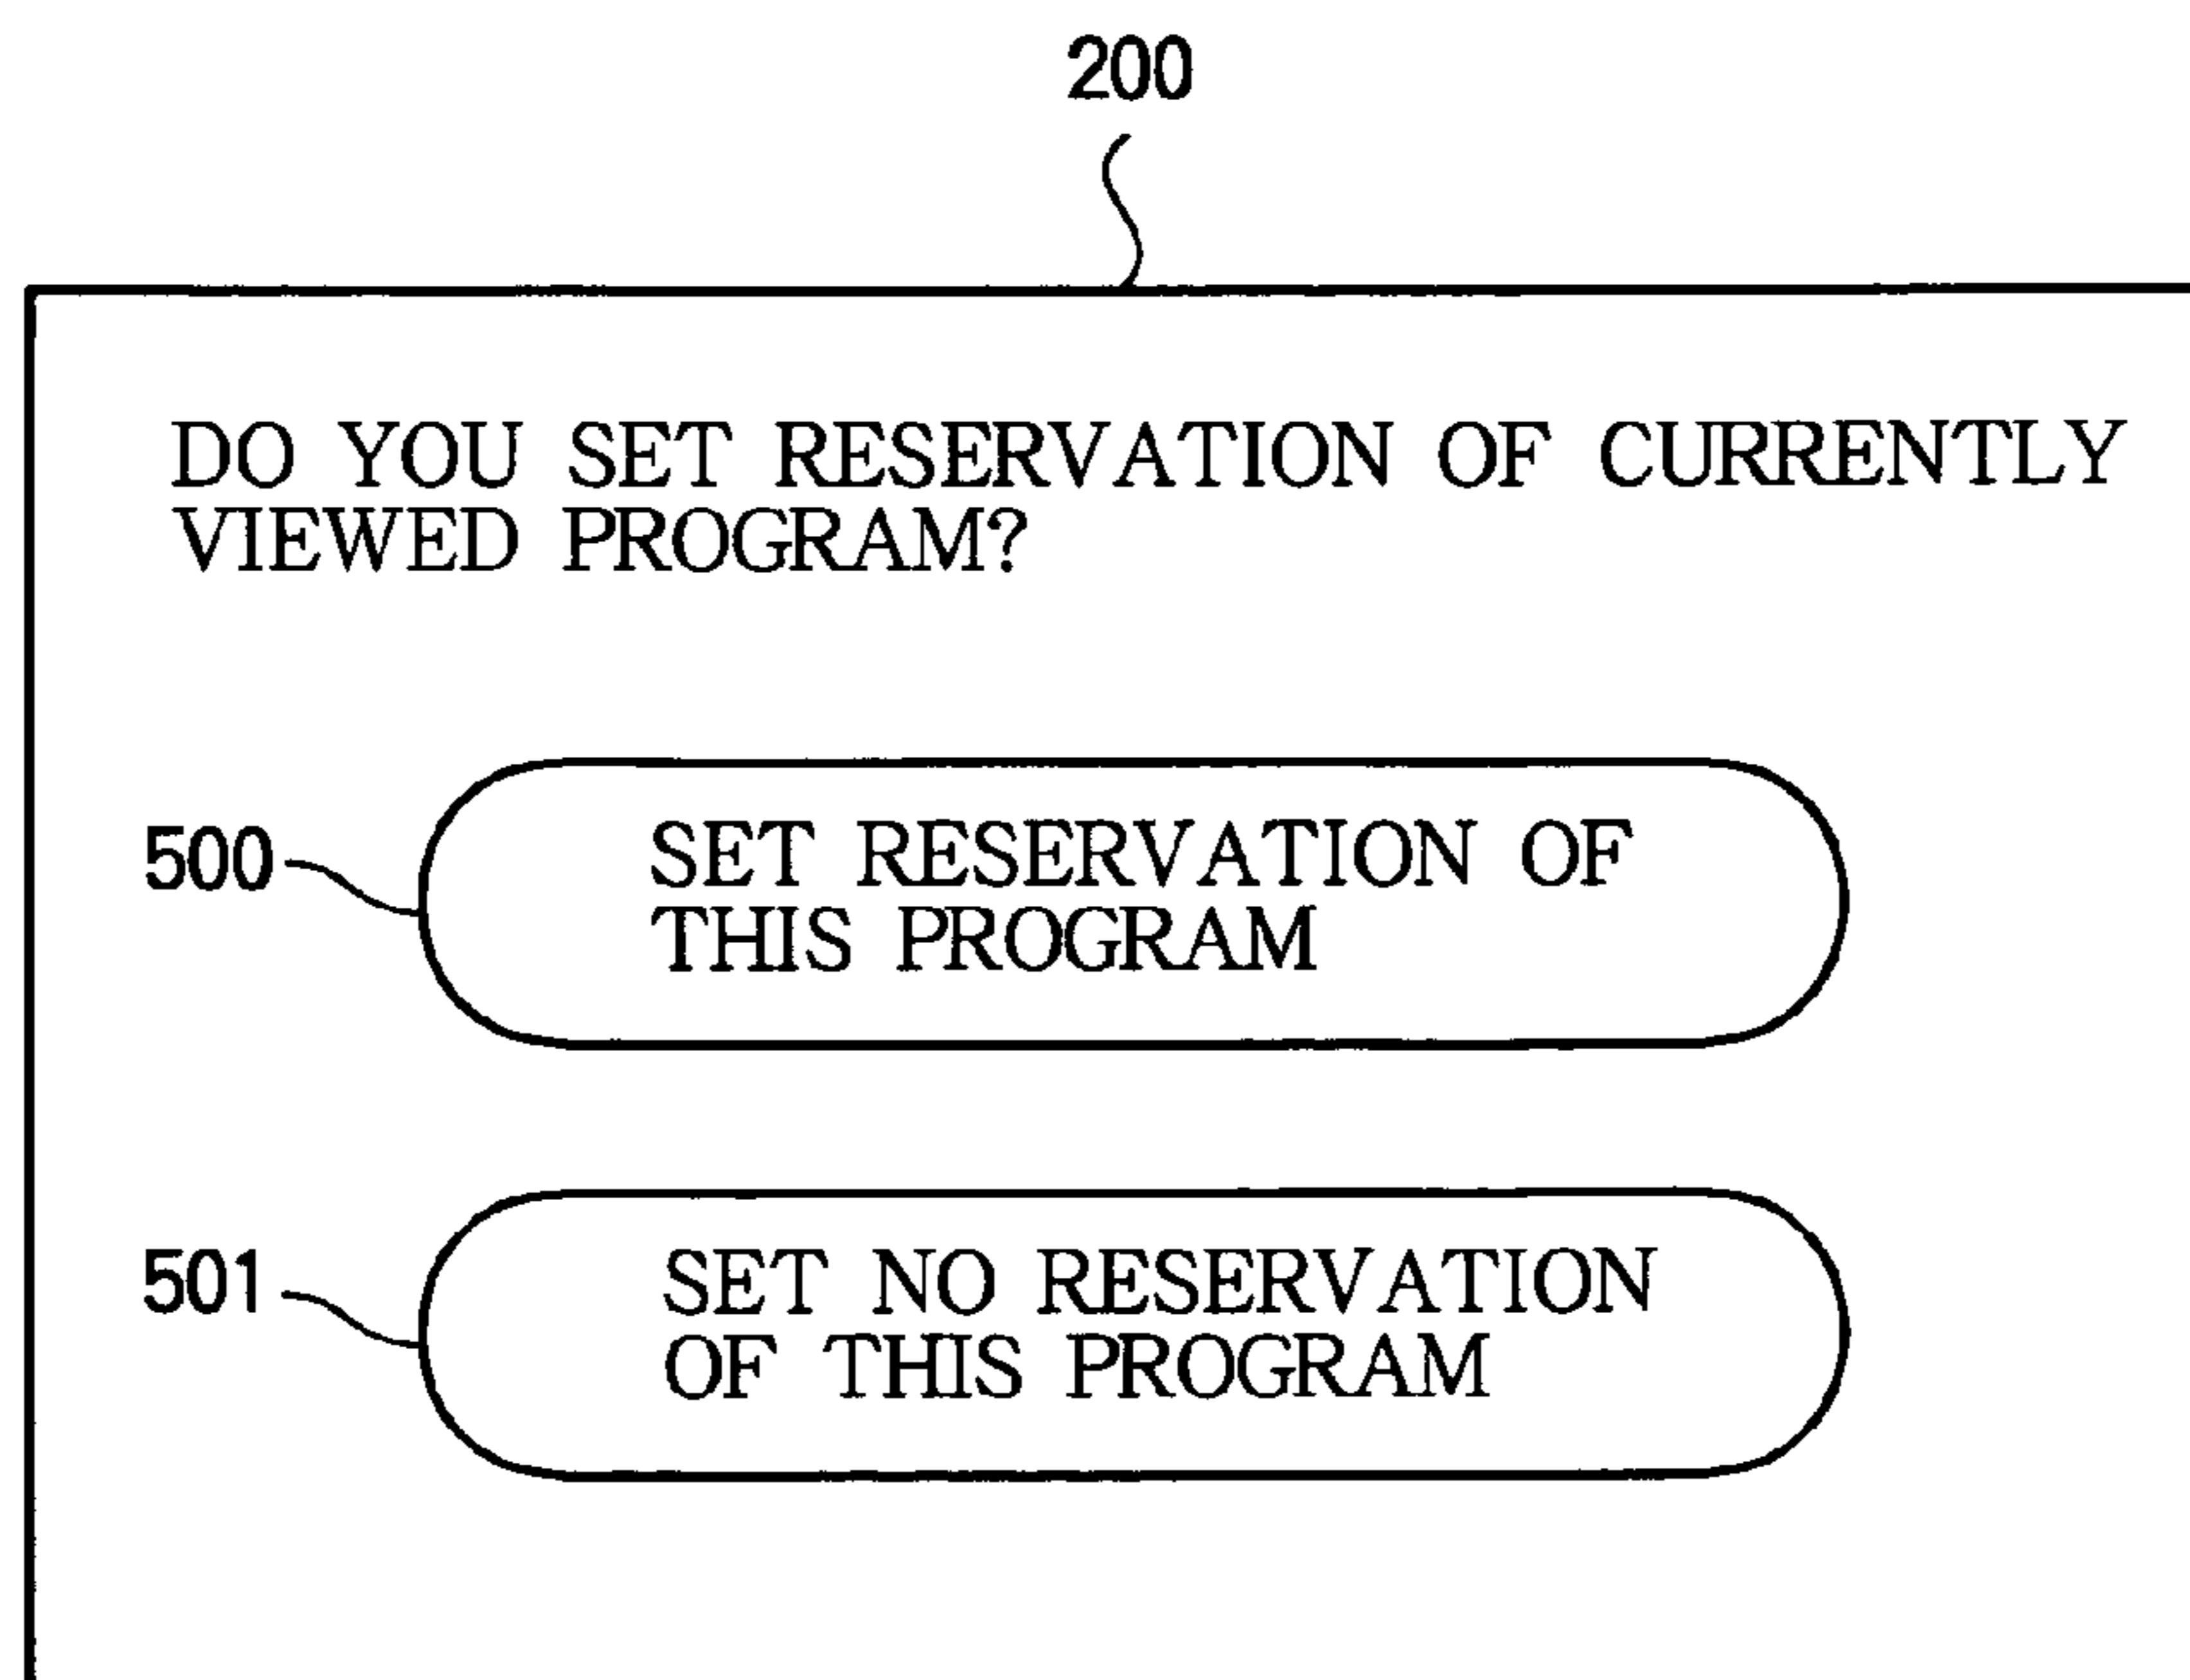 200
DO YOU SET RESERVATION OF CURRENTLY
VIEWED PROGRAM?
500
SET RESERVATION OF
THIS PROGRAM
501
SET NO RESERVATION
OF THIS PROGRAM